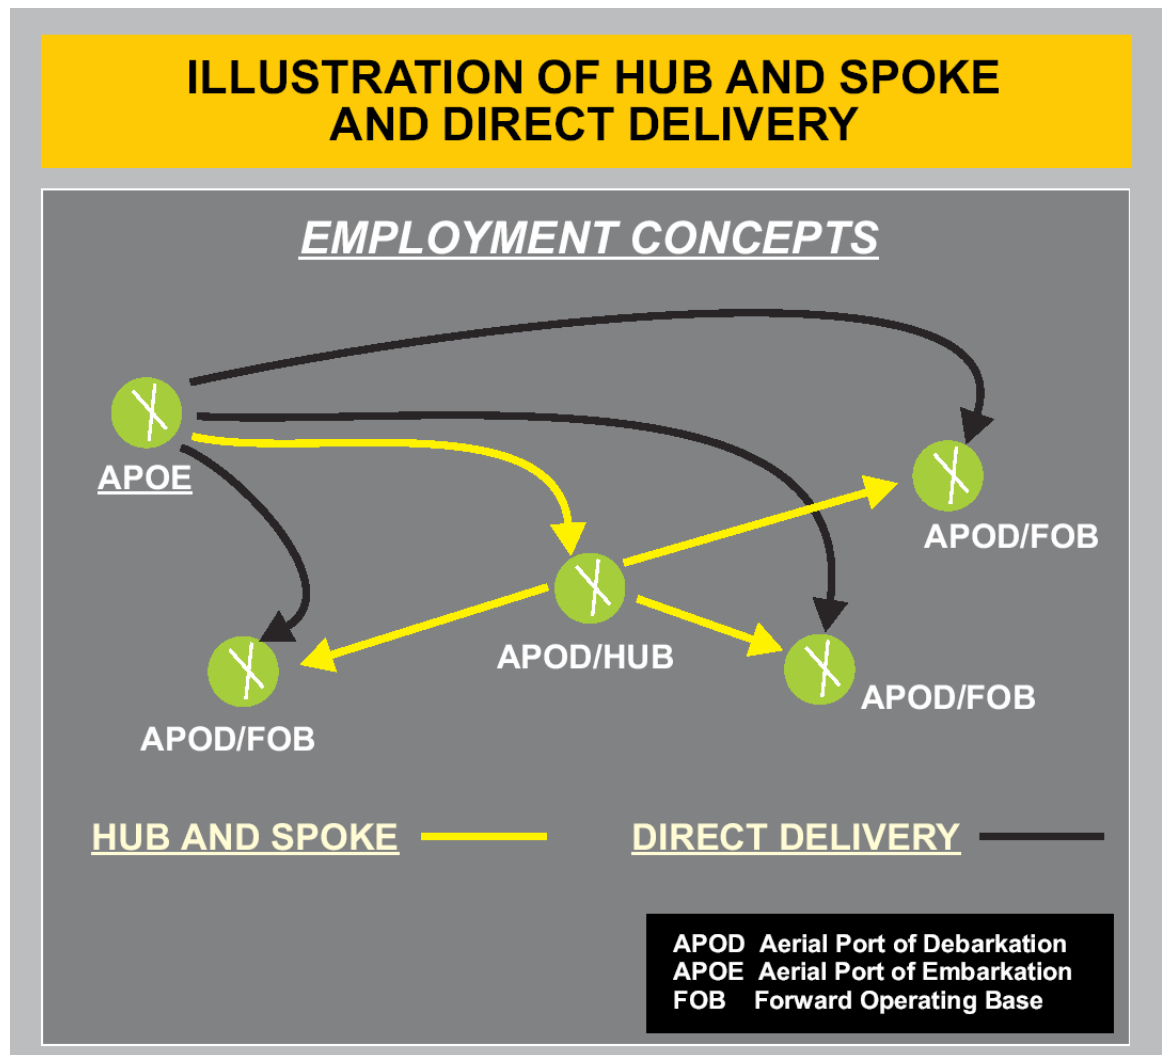 ILLUSTRATION OF HUB AND SPOKE
AND DIRECT DELIVERY
EMPLOYMENT CONCEPTS
APOE
APOD/FOB
APOD/HUB
APOD/FOB
APOD/FOB
HUB AND SPOKE
DIRECT DELIVERY
APOD Aerial Port of Debarkation
APOE Aerial Port of Embarkation
FOB Forward Operating Base